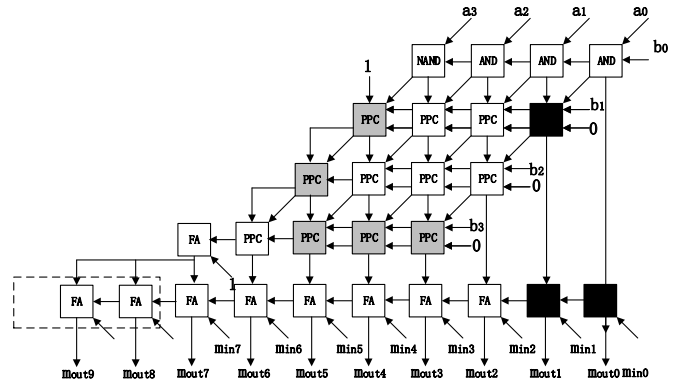 a3 a2 a1 a0
NAND AND AND AND b0
1
PPC PPC PPC b1
0
PPC PPC PPC b2
0
FA PPC PPC PPC PPC b3
0
1
FA FA FA FA FA FA FA FA
min7 min6 min5 min4 min3 min2 min1
mout9 mout8 mout7 mout6 mout5 mout4 mout3 mout2 mout1 mout0 min0